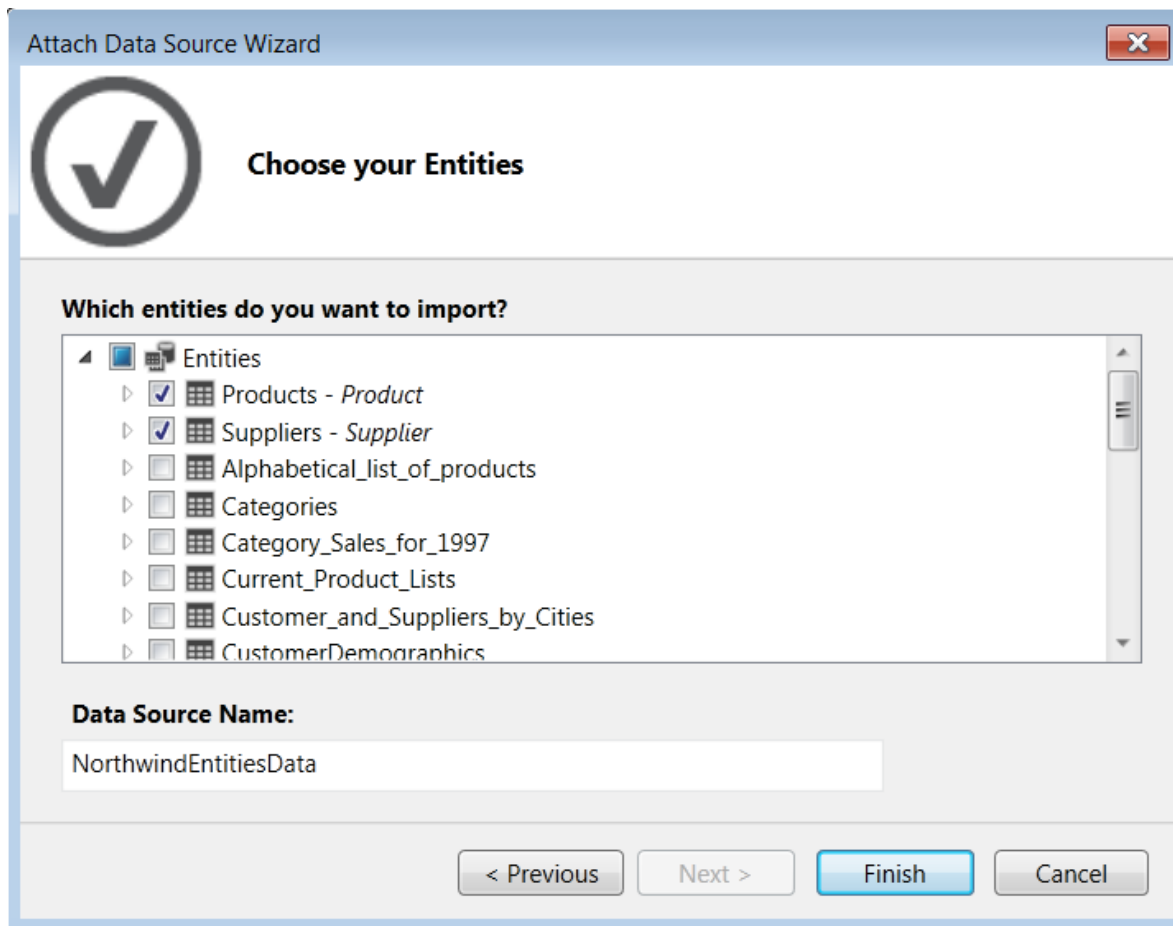 Attach Data Source Wizard
Choose your Entities
Which entities do you want to import?
Entities
Products - Product
Suppliers - Supplier
Alphabetical_list_of_products
Categories
Category_Sales_for_1997
Current_Product_Lists
Customer_and_Suppliers_by_Cities
CustomerDemographics
Data Source Name:
NorthwindEntitiesData
< Previous Next > Finish Cancel